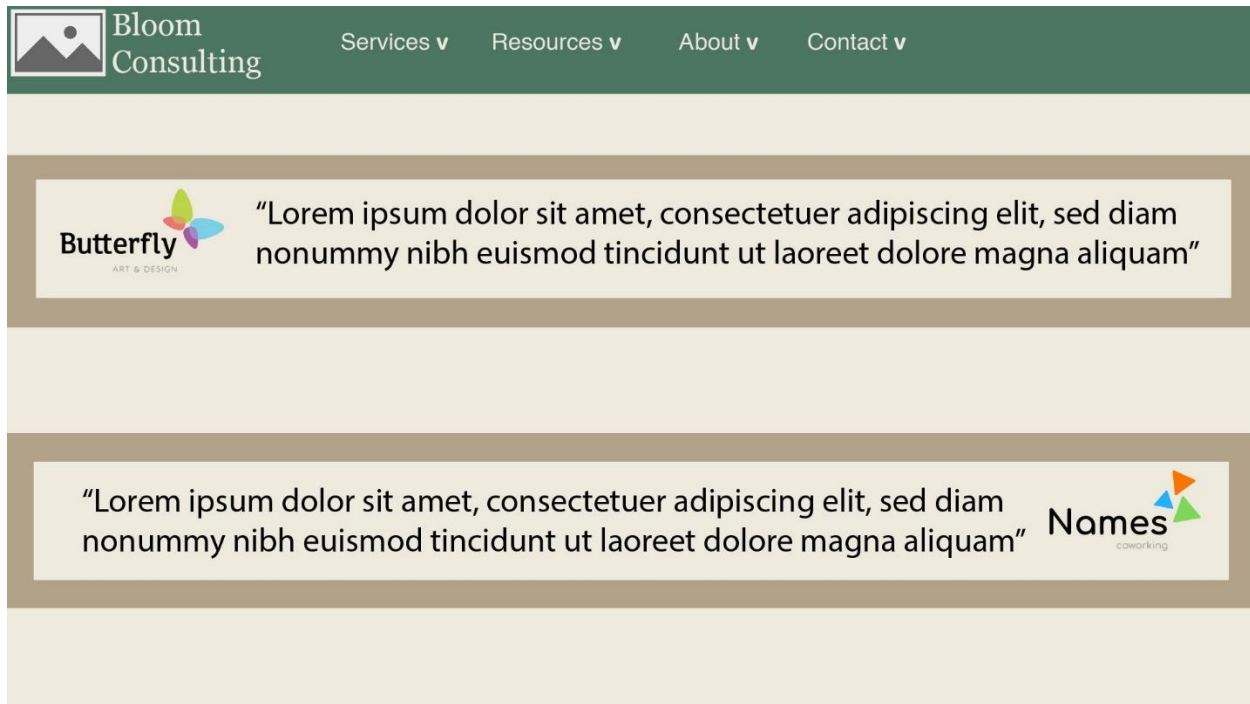 Bloom
Consulting
Services v
Resources v
About v
Contact v
Butterfly
ART & DESIGN
“Lorem ipsum dolor sit amet, consectetuer adipiscing elit, sed diam
nonummy nibh euismod tincidunt ut laoreet dolore magna aliquam”
“Lorem ipsum dolor sit amet, consectetuer adipiscing elit, sed diam
nonummy nibh euismod tincidunt ut laoreet dolore magna aliquam”
Names
coworking